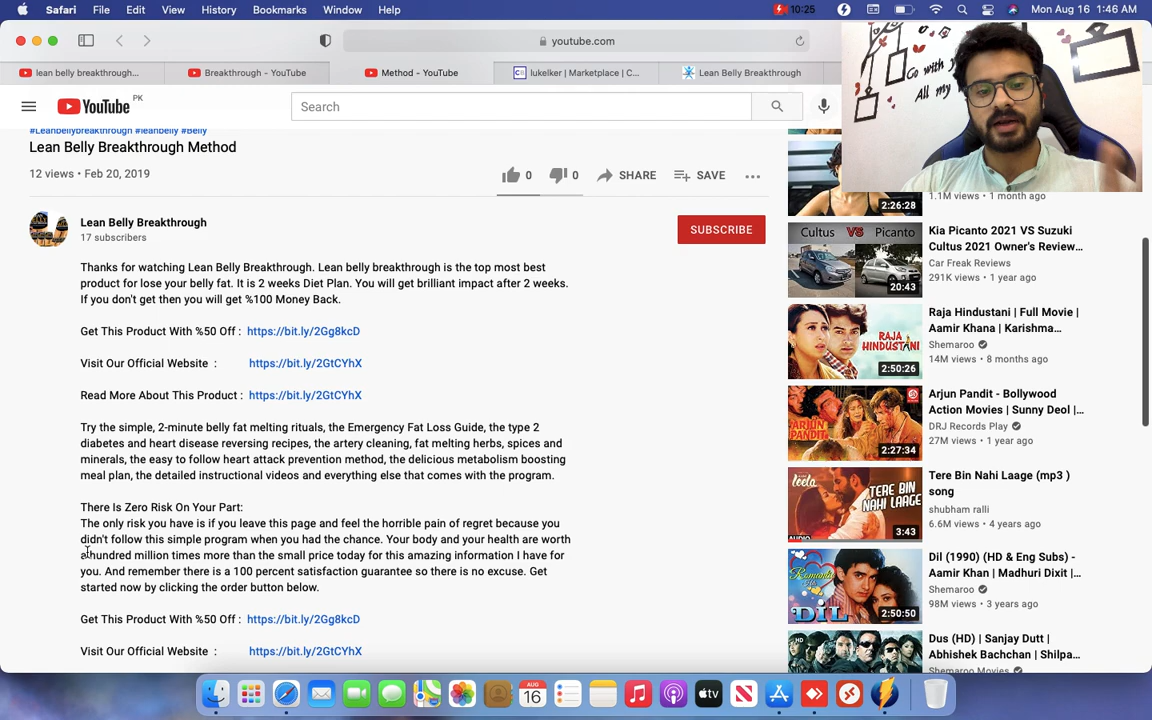 Safari File Edit View History Bookmarks Window Help 10:25 Mon Aug 16 1:46 AM
youtube.com
lean belly breakthrough... Breakthrough - YouTube Method - YouTube lukelker | Marketplace | C... Lean Belly Breakthrough
YouTube PK
Search
Go with
All my
#Leanbellybreakthrough #leanbelly #Belly
Lean Belly Breakthrough Method
12 views • Feb 20, 2019
0 0 SHARE SAVE ...
Lean Belly Breakthrough
17 subscribers
SUBSCRIBE
Thanks for watching Lean Belly Breakthrough. Lean belly breakthrough is the top most best
product for lose your belly fat. It is 2 weeks Diet Plan. You will get brilliant impact after 2 weeks.
If you don't get then you will get %100 Money Back.
Get This Product With %50 Off : https://bit.ly/2Gg8kcD
Visit Our Official Website : https://bit.ly/2GtCYhX
Read More About This Product : https://bit.ly/2GtCYhX
Try the simple, 2-minute belly fat melting rituals, the Emergency Fat Loss Guide, the type 2
diabetes and heart disease reversing recipes, the artery cleaning, fat melting herbs, spices and
minerals, the easy to follow heart attack prevention method, the delicious metabolism boosting
meal plan, the detailed instructional videos and everything else that comes with the program.
There Is Zero Risk On Your Part:
The only risk you have is if you leave this page and feel the horrible pain of regret because you
didn't follow this simple program when you had the chance. Your body and your health are worth
a hundred million times more than the small price today for this amazing information I have for
you. And remember there is a 100 percent satisfaction guarantee so there is no excuse. Get
started now by clicking the order button below.
Get This Product With %50 Off : https://bit.ly/2Gg8kcD
Visit Our Official Website : https://bit.ly/2GtCYhX
2:26:28
1.1M views • 1 month ago
Cultus VS Picanto
20:43
Kia Picanto 2021 VS Suzuki
Cultus 2021 Owner's Review...
Car Freak Reviews
291K views • 1 year ago
RAJA
HINDUSTANI
2:50:26
Raja Hindustani | Full Movie |
Aamir Khana | Karishma...
Shemaroo
14M views • 8 months ago
ARJUN
PANDIT
2:27:34
Arjun Pandit - Bollywood
Action Movies | Sunny Deol |...
DRJ Records Play
27M views • 1 year ago
leela
3:43
Tere Bin Nahi Laage (mp3 )
song
shubham ralli
6.6M views • 4 years ago
DIL
2:50:50
Dil (1990) (HD & Eng Subs) -
Aamir Khan | Madhuri Dixit |...
Shemaroo
98M views • 3 years ago
Dus (HD) | Sanjay Dutt |
Abhishek Bachchan | Shilpa...
Shemaroo Movies
AUG
16
tv